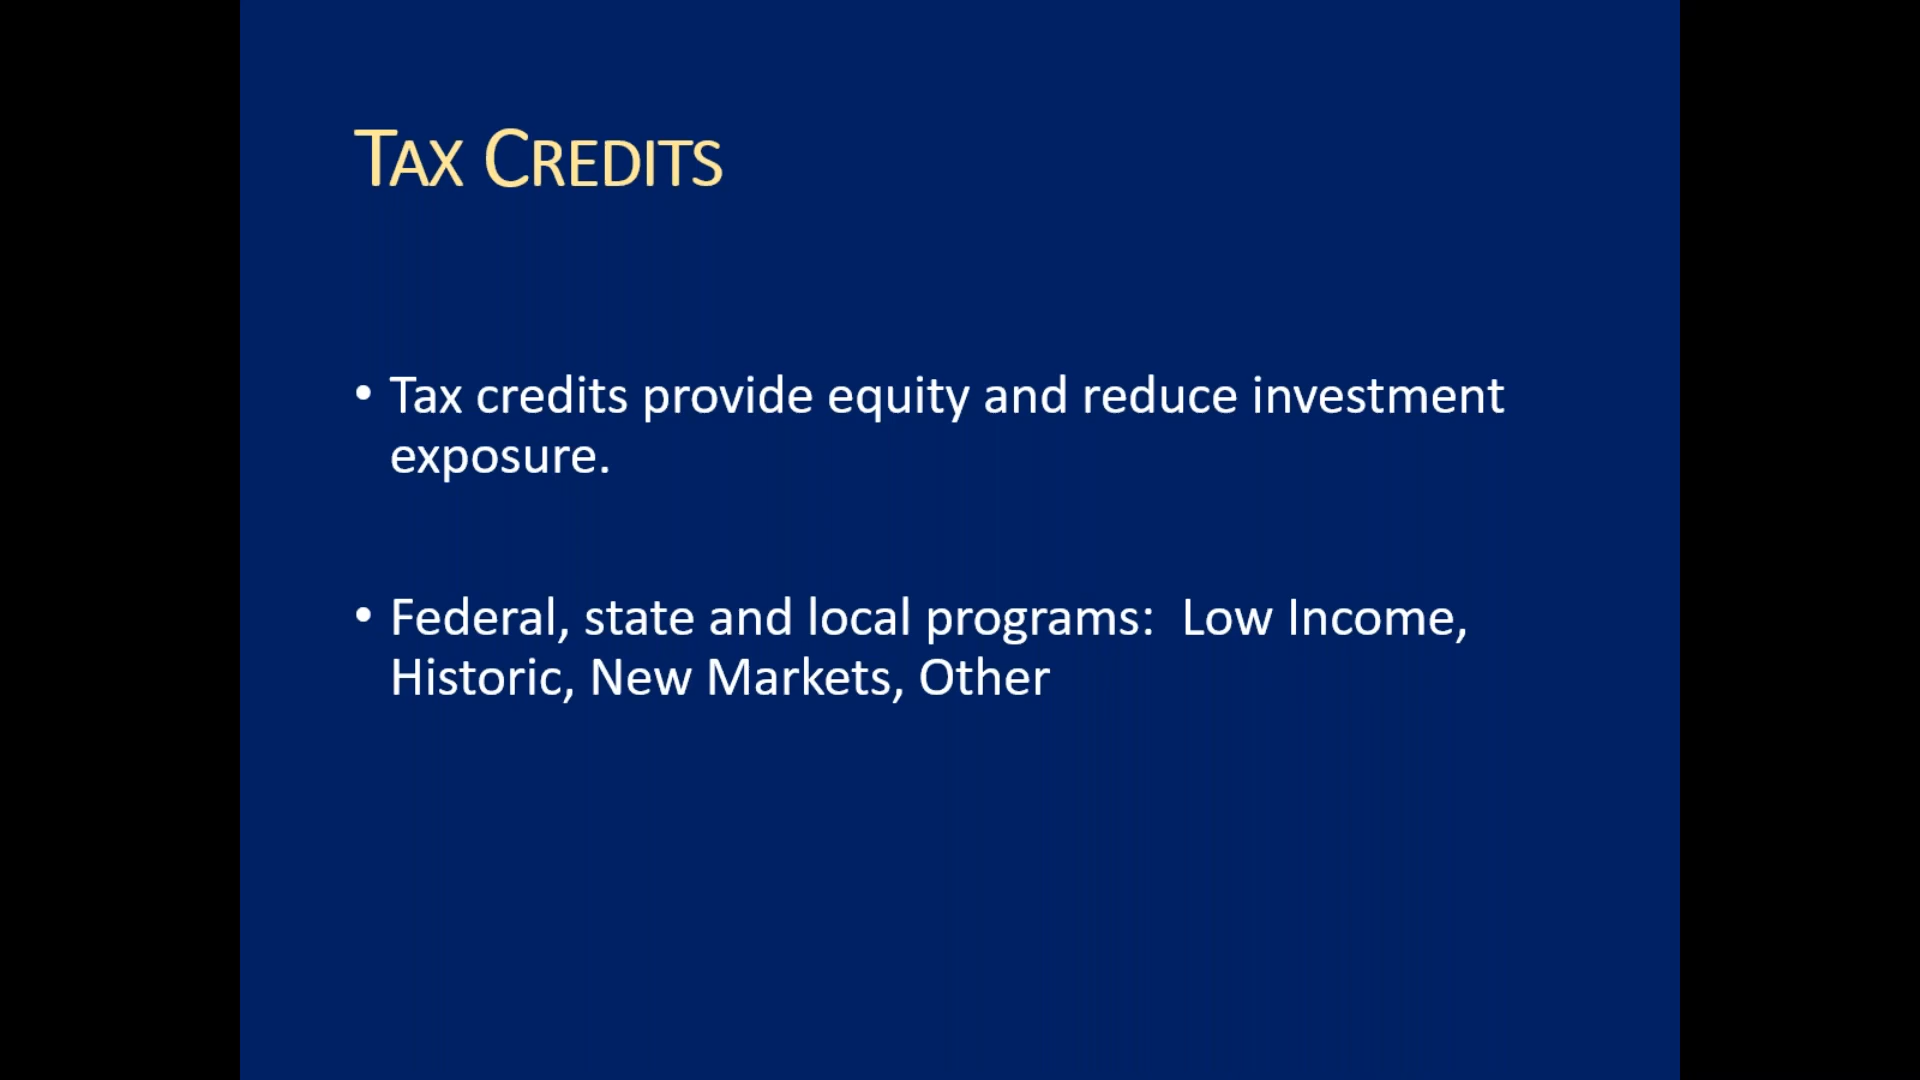 Tax Credits
• Tax credits provide equity and reduce investment
exposure.
• Federal, state and local programs:  Low Income,
Historic, New Markets, Other